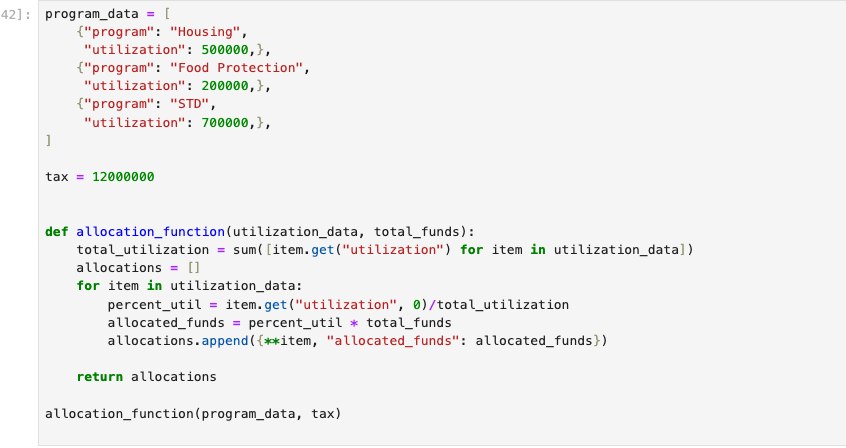 42]:
program_data = [
    {"program": "Housing",
     "utilization": 500000,},
    {"program": "Food Protection",
     "utilization": 200000,},
    {"program": "STD",
     "utilization": 700000,},
]

tax = 12000000


def allocation_function(utilization_data, total_funds):
    total_utilization = sum([item.get("utilization") for item in utilization_data])
    allocations = []
    for item in utilization_data:
        percent_util = item.get("utilization", 0)/total_utilization
        allocated_funds = percent_util * total_funds
        allocations.append({**item, "allocated_funds": allocated_funds})

    return allocations

allocation_function(program_data, tax)